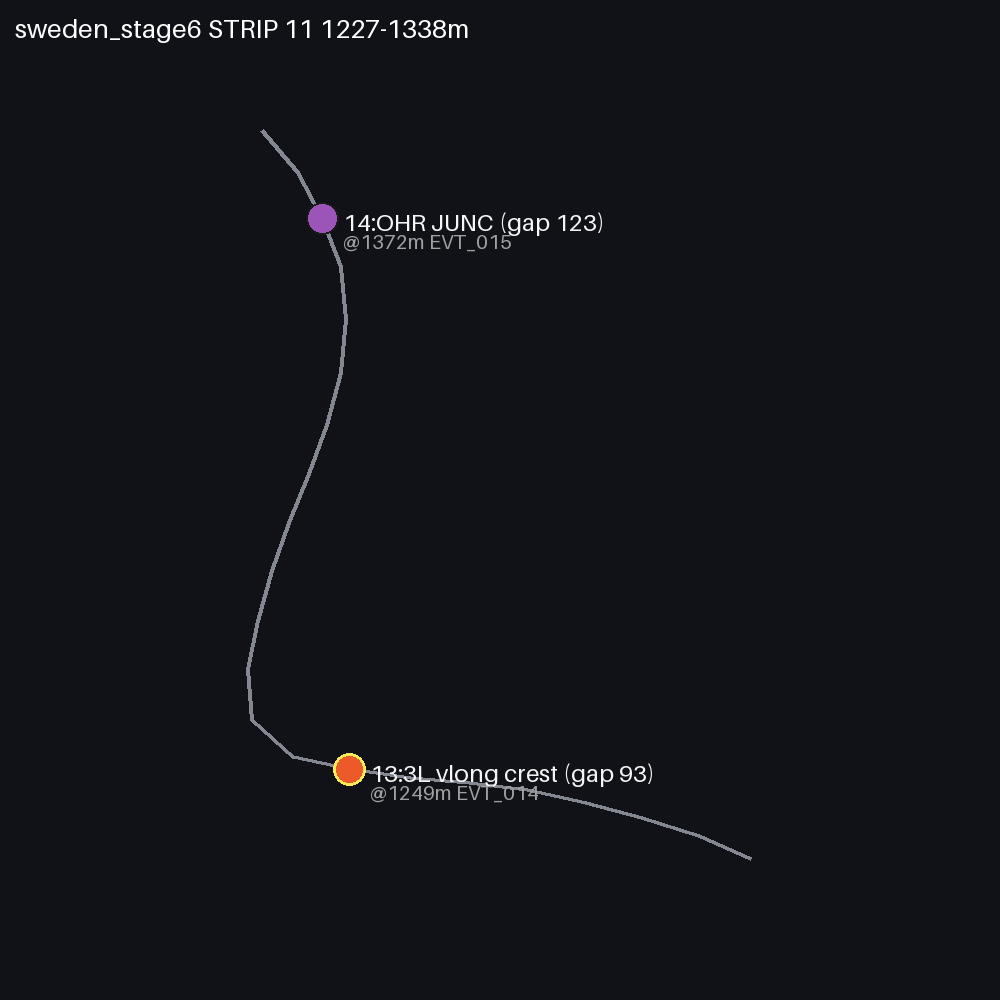 sweden_stage6 STRIP 11 1227-1338m
14:OHR JUNC (gap 123)
@1372m EVT_015
13:3L vlong crest (gap 93)
@1249m EVT_014